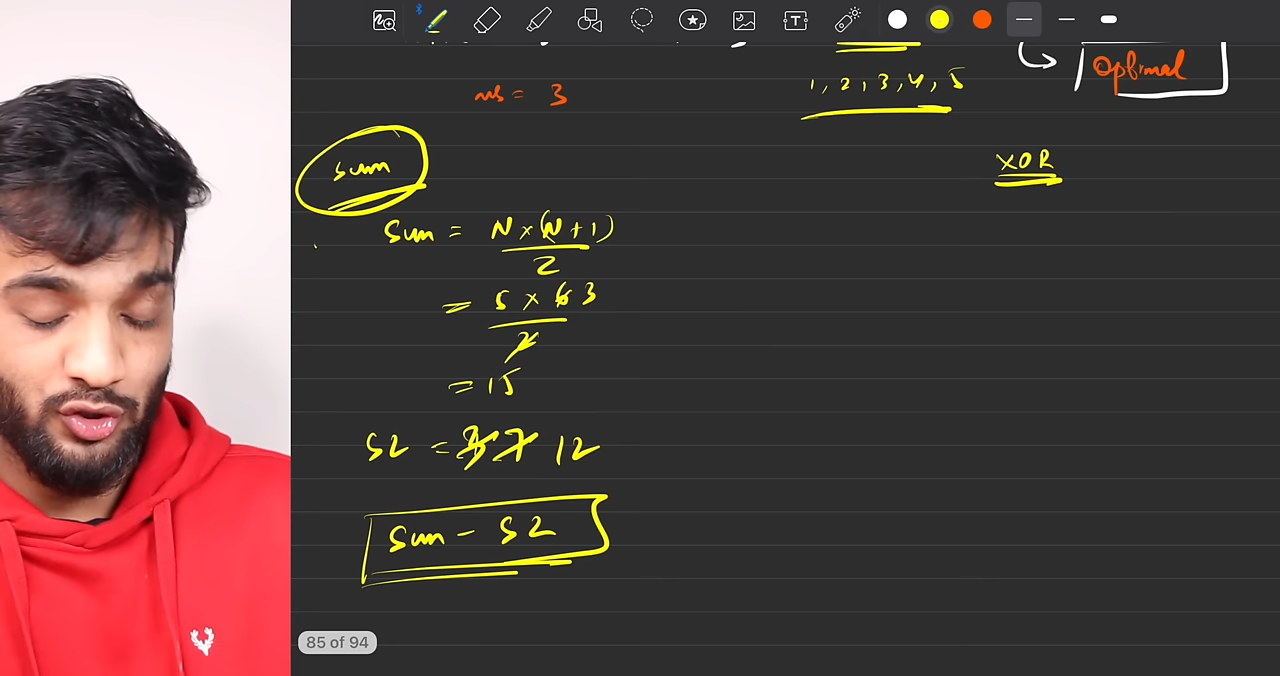 1, 2, 3, 4, 5
Optimal
ans = 3
XOR
Sum
Sum = N x (N + 1)
2
= 5 x 6 3
2
= 15
S2 = 12
Sum - S2
85 of 94